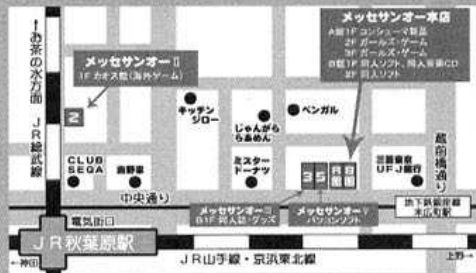 メッセサンオー本店
A館1F コンシューマ製品
2F ガールズ・ゲーム
3F ガールズ・ゲーム
B館1F 同人ソフト、同人音楽CD
2F 同人ソフト
メッセサンオー2
1F カオス館(海外ゲーム)
←お茶の水方面
JR総武線
2
キッチン
ジロー
じゃんがら
らあめん
ベンガル
蔵前橋通り
CLUB
SEGA
吉野家
ミスター
ドーナツ
3
5
A館
B館
三菱東京
UFJ銀行
中央通り
地下鉄銀座線
末広町駅
電気街口
メッセサンオー3
B1F 同人誌・グッズ
メッセサンオー5
パソコンソフト
JR秋葉原駅
←神田
JR山手線・京浜東北線
上野→